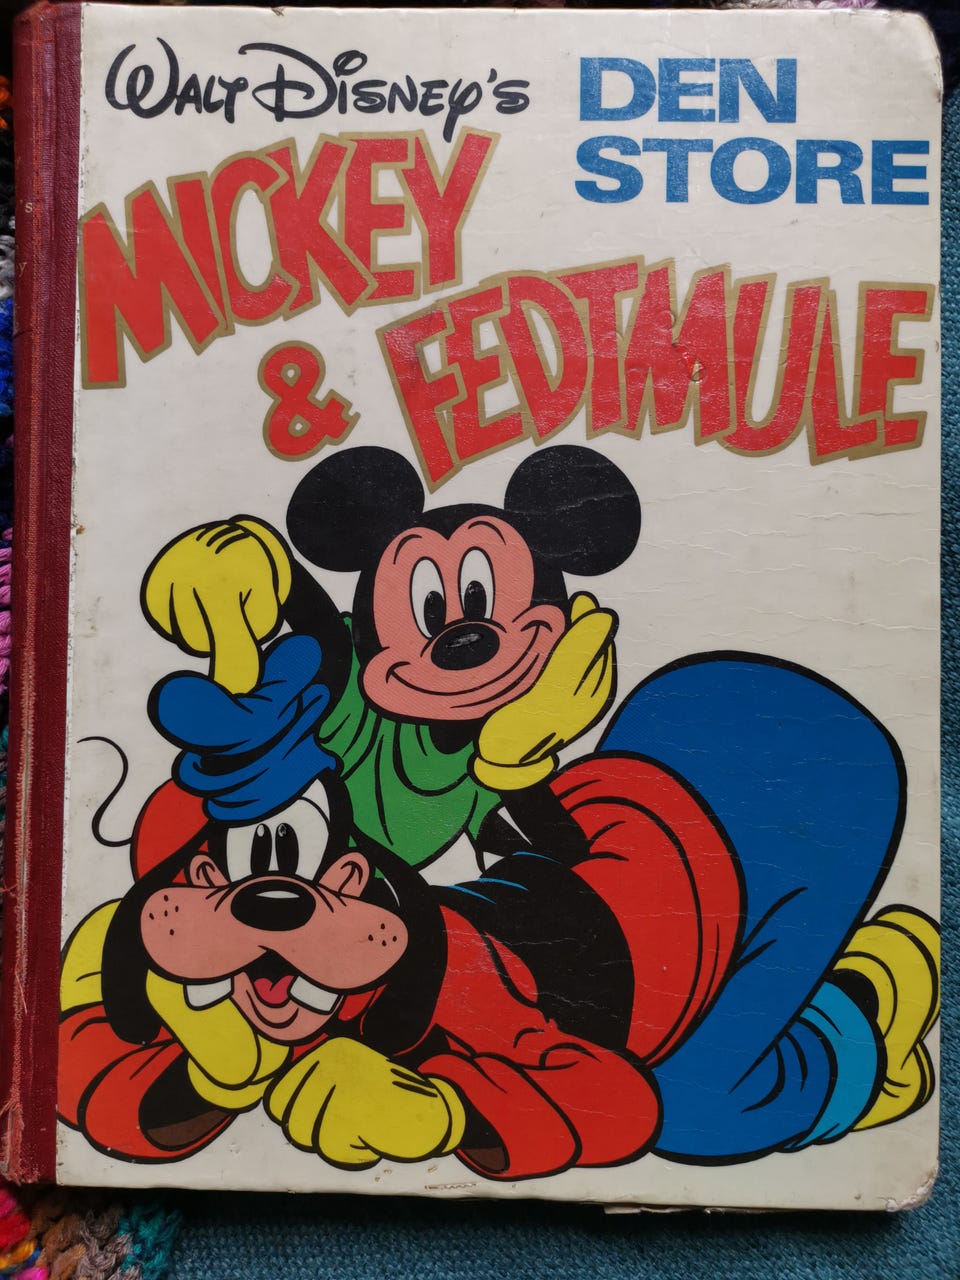 WALT DISNEY'S
DEN
STORE
MICKEY
&
FEDTMULE